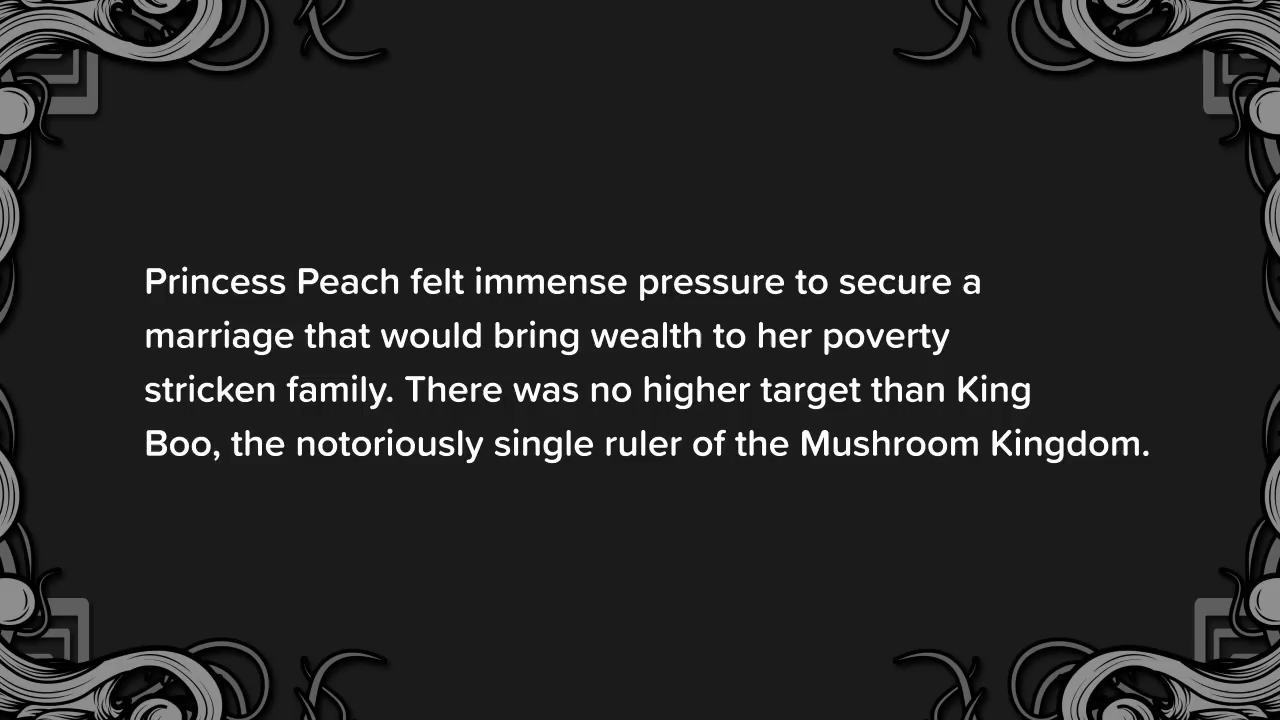 Princess Peach felt immense pressure to secure a
marriage that would bring wealth to her poverty
stricken family. There was no higher target than King
Boo, the notoriously single ruler of the Mushroom Kingdom.